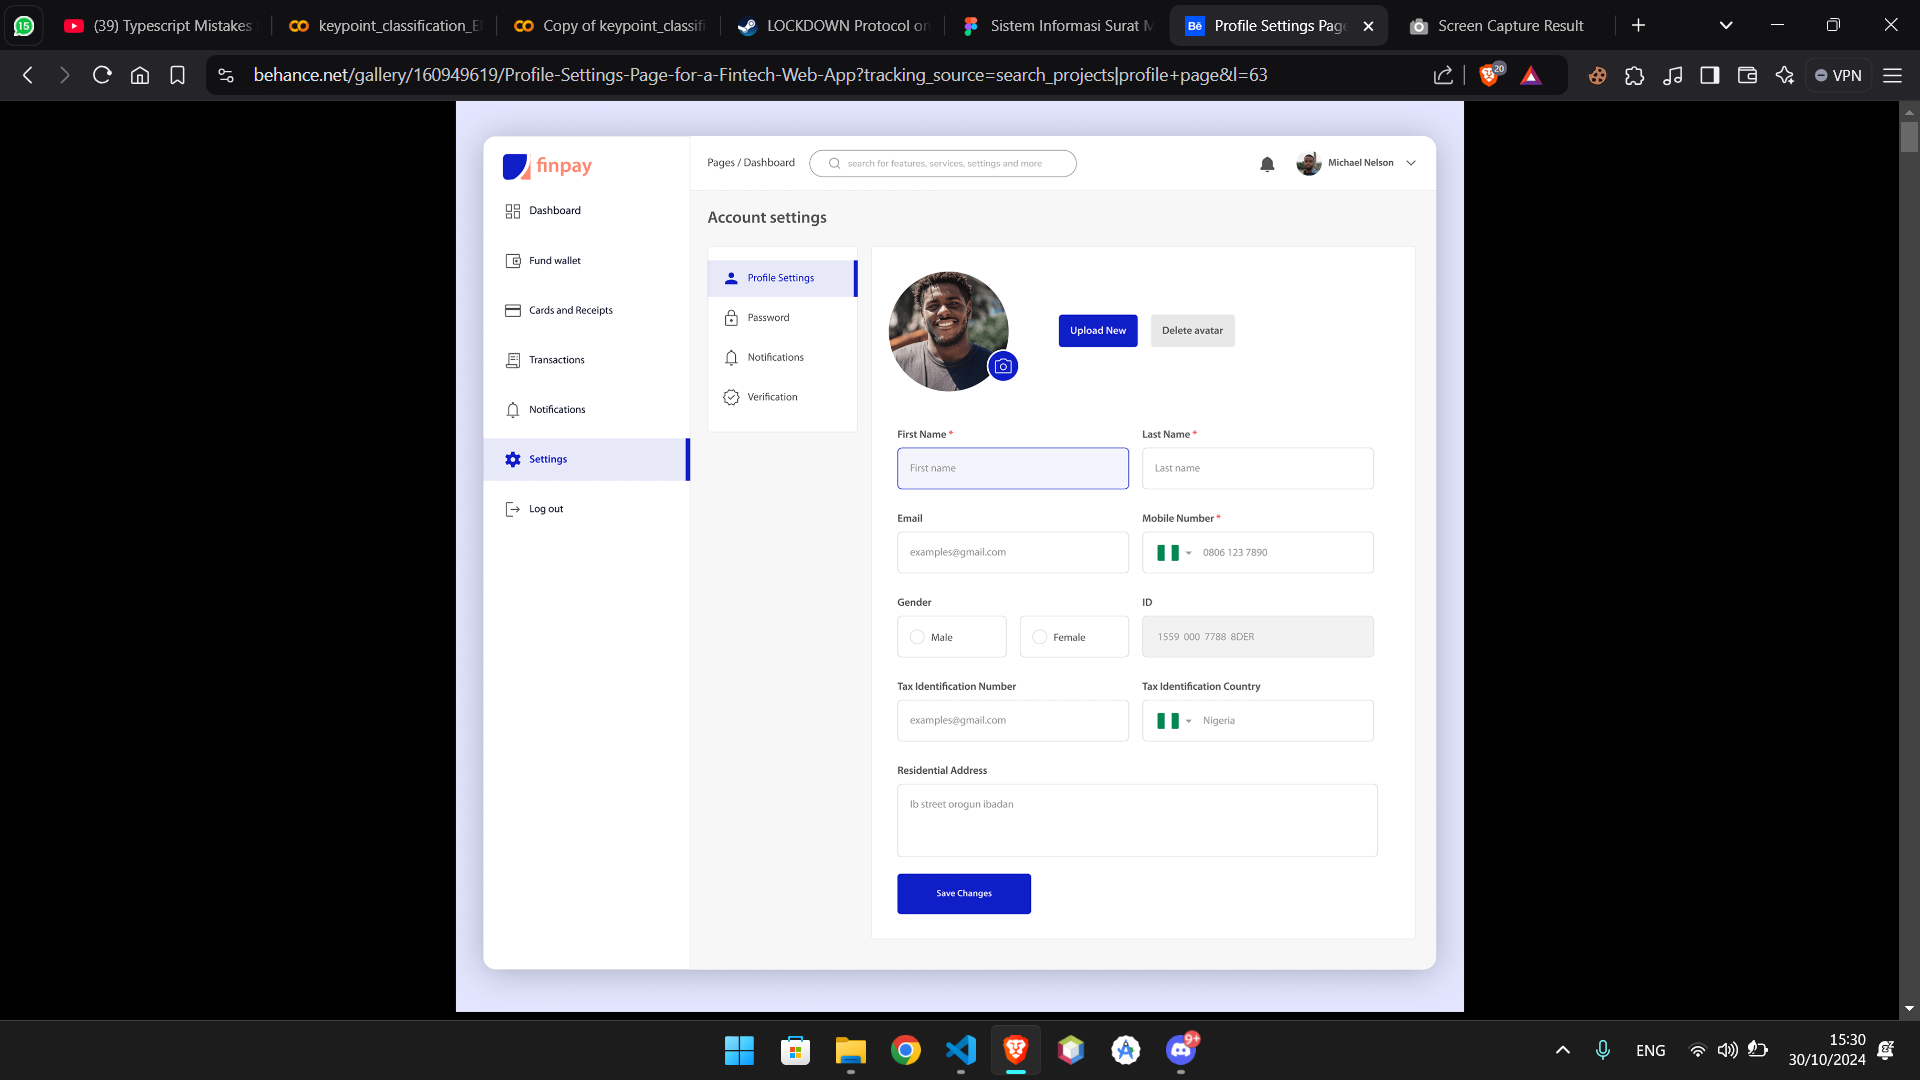 15
(39) Typescript Mistakes
keypoint_classification_E
Copy of keypoint_classifi
LOCKDOWN Protocol on
Sistem Informasi Surat M
Bē
Profile Settings Page
Screen Capture Result
behance.net/gallery/160949619/Profile-Settings-Page-for-a-Fintech-Web-App?tracking_source=search_projects|profile+page&l=63
20
VPN
finpay
Pages / Dashboard
search for features, services, settings and more
Michael Nelson
Dashboard
Fund wallet
Cards and Receipts
Transactions
Notifications
Settings
Log out
Account settings
Profile Settings
Password
Notifications
Verification
Upload New
Delete avatar
First Name *
Last Name *
First name
Last name
Email
Mobile Number *
examples@gmail.com
0806 123 7890
Gender
ID
Male
Female
1559 000 7788 8DER
Tax Identification Number
Tax Identification Country
examples@gmail.com
Nigeria
Residential Address
Ib street orogun ibadan
Save Changes
9+
ENG
15:30
30/10/2024